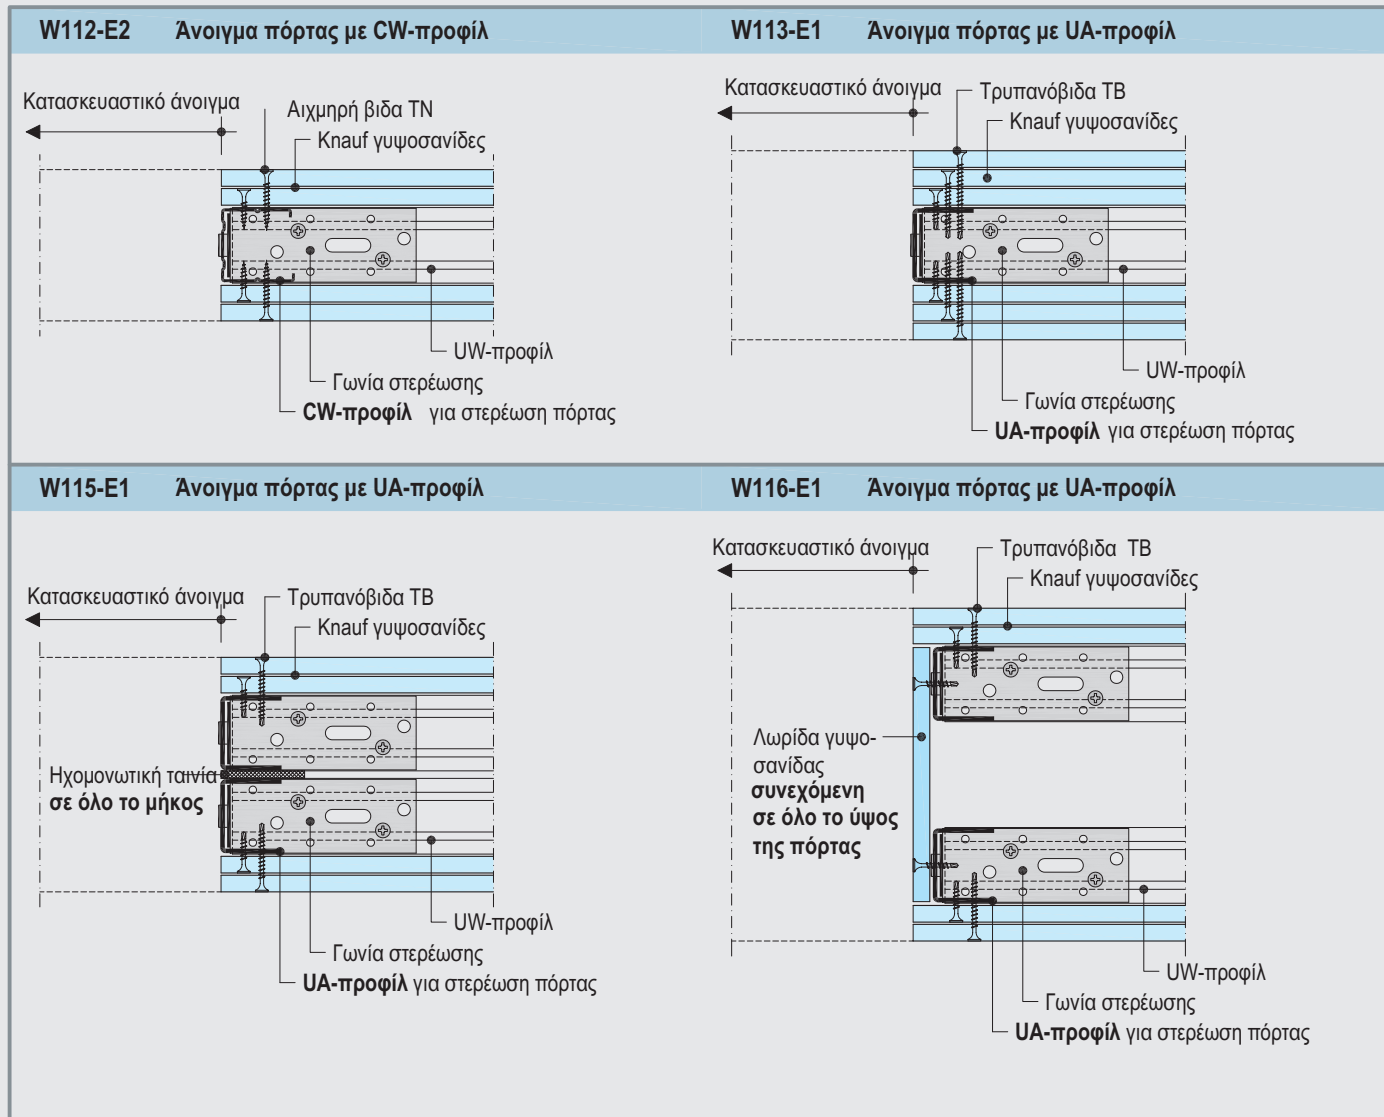 W112-E2 Άνοιγμα πόρτας με CW-προφίλ
Κατασκευαστικό άνοιγμα
Αιχμηρή βιδα TN
Knauf γυψοσανίδες
UW-προφίλ
Γωνία στερέωσης
CW-προφίλ για στερέωση πόρτας
W113-E1 Άνοιγμα πόρτας με UA-προφίλ
Κατασκευαστικό άνοιγμα
Τρυπανόβιδα TB
Knauf γυψοσανίδες
UW-προφίλ
Γωνία στερέωσης
UA-προφίλ για στερέωση πόρτας
W115-E1 Άνοιγμα πόρτας με UA-προφίλ
Κατασκευαστικό άνοιγμα
Τρυπανόβιδα TB
Knauf γυψοσανίδες
Ηχομονωτική ταινία
σε όλο το μήκος
UW-προφίλ
Γωνία στερέωσης
UA-προφίλ για στερέωση πόρτας
W116-E1 Άνοιγμα πόρτας με UA-προφίλ
Κατασκευαστικό άνοιγμα
Τρυπανόβιδα TB
Knauf γυψοσανίδες
Λωρίδα γυψο-
σανίδας
συνεχόμενη
σε όλο το ύψος
της πόρτας
UW-προφίλ
Γωνία στερέωσης
UA-προφίλ για στερέωση πόρτας